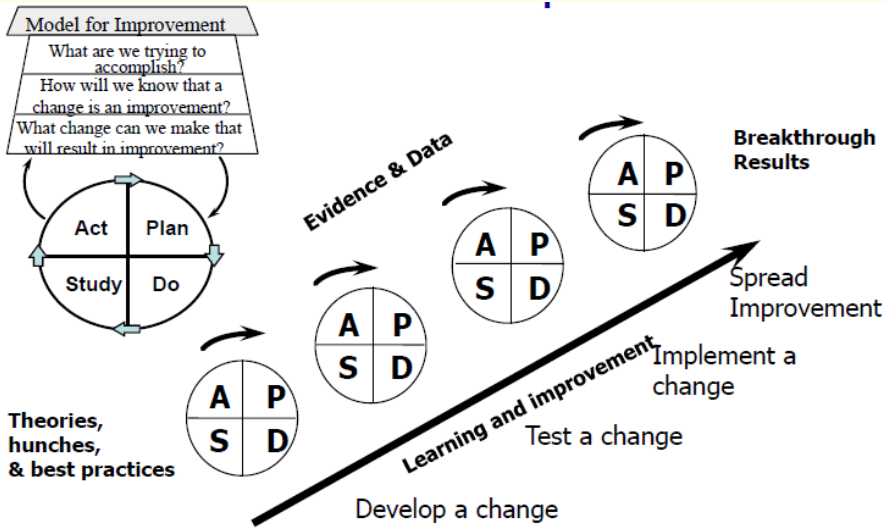 Model for Improvement
What are we trying to
accomplish?
How will we know that a
change is an improvement?
What change can we make that
will result in improvement?
Act
Plan
Study
Do
Theories,
hunches,
& best practices
A P
S D
A P
S D
A P
S D
A P
S D
Evidence & Data
Breakthrough
Results
Learning and improvement
Develop a change
Test a change
Implement a
change
Spread
Improvement